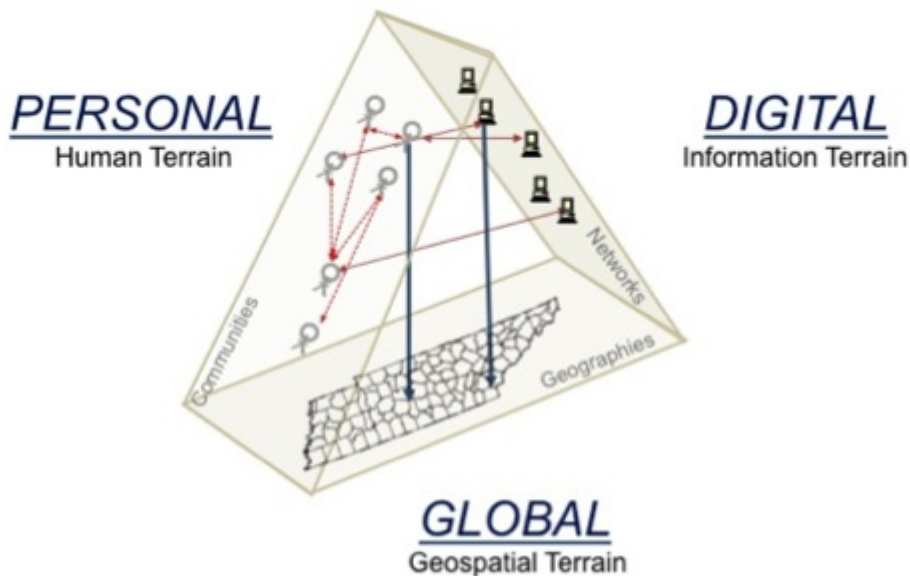 PERSONAL
Human Terrain
DIGITAL
Information Terrain
Communities
Networks
Geographies
GLOBAL
Geospatial Terrain